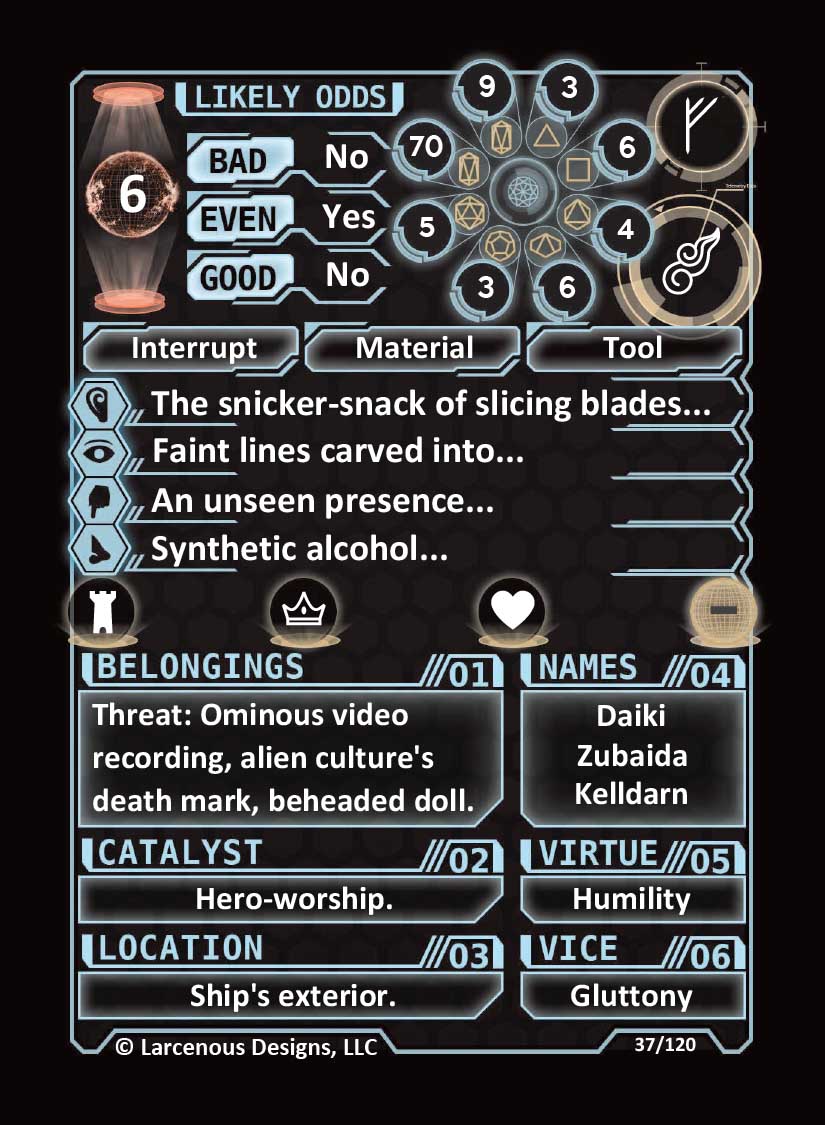 LIKELY ODDS
6
BAD No
EVEN Yes
GOOD No
9
3
70
6
5
4
3
6
Interrupt
Material
Tool
The snicker-snack of slicing blades...
Faint lines carved into...
An unseen presence...
Synthetic alcohol...
BELONGINGS ///01
Threat: Ominous video
recording, alien culture's
death mark, beheaded doll.
NAMES ///04
Daiki
Zubaida
Kelldarn
CATALYST ///02
Hero-worship.
VIRTUE ///05
Humility
LOCATION ///03
Ship's exterior.
VICE ///06
Gluttony
© Larcenous Designs, LLC
37/120